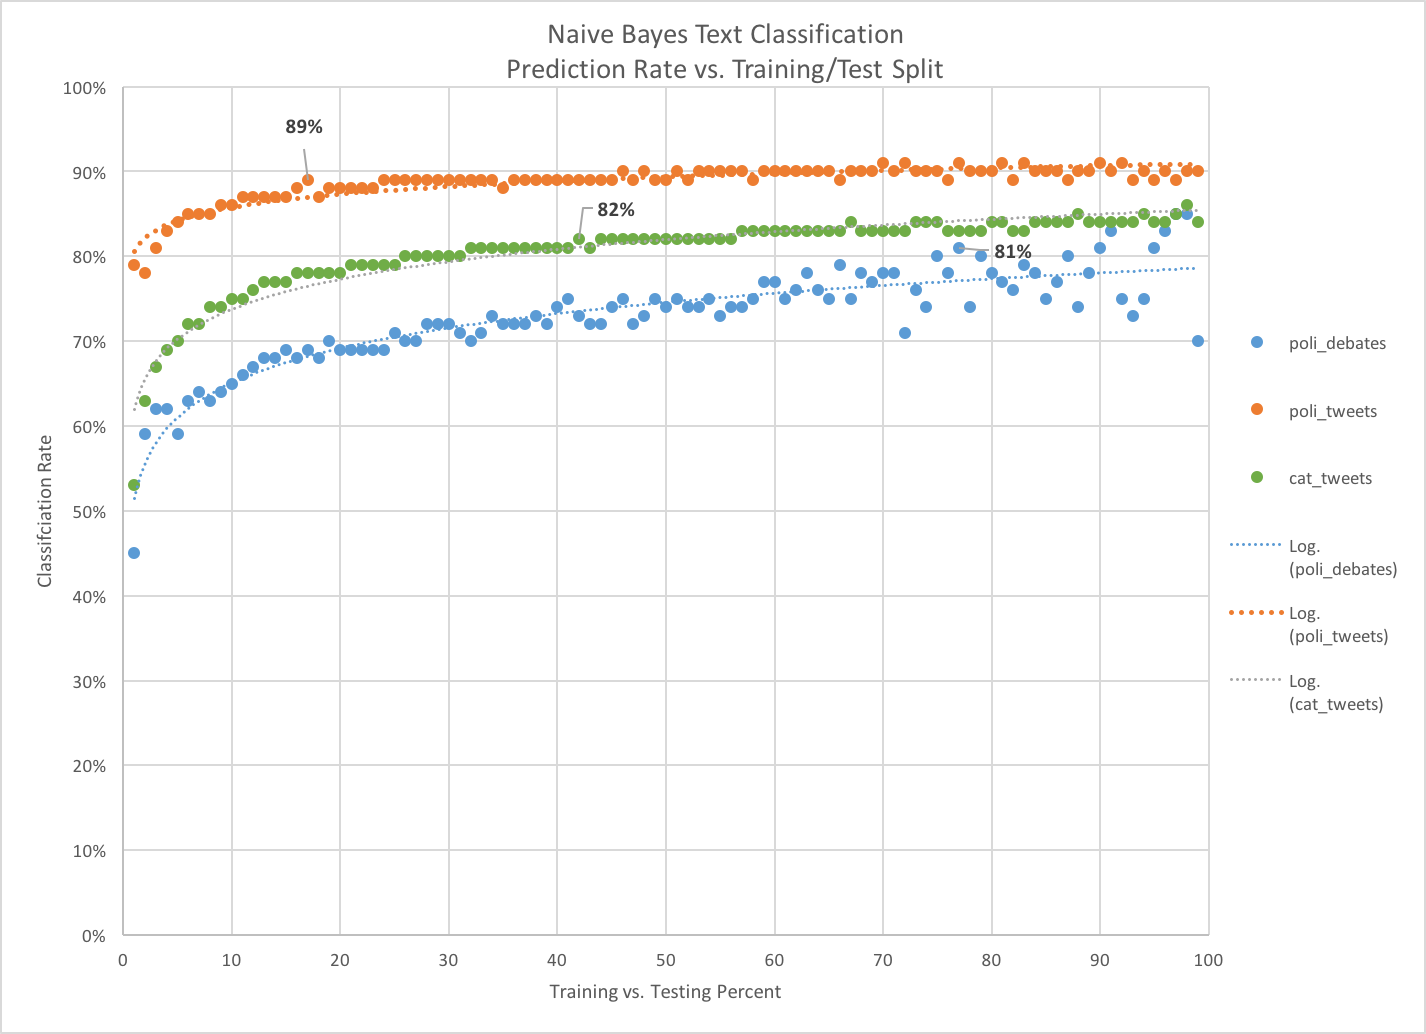 Naive Bayes Text Classification
Prediction Rate vs. Training/Test Split
100%
90%
80%
70%
60%
50%
40%
30%
20%
10%
0%
Classifciation Rate
89%
82%
81%
0 10 20 30 40 50 60 70 80 90 100
Training vs. Testing Percent
poli_debates
poli_tweets
cat_tweets
Log.
(poli_debates)
Log.
(poli_tweets)
Log.
(cat_tweets)